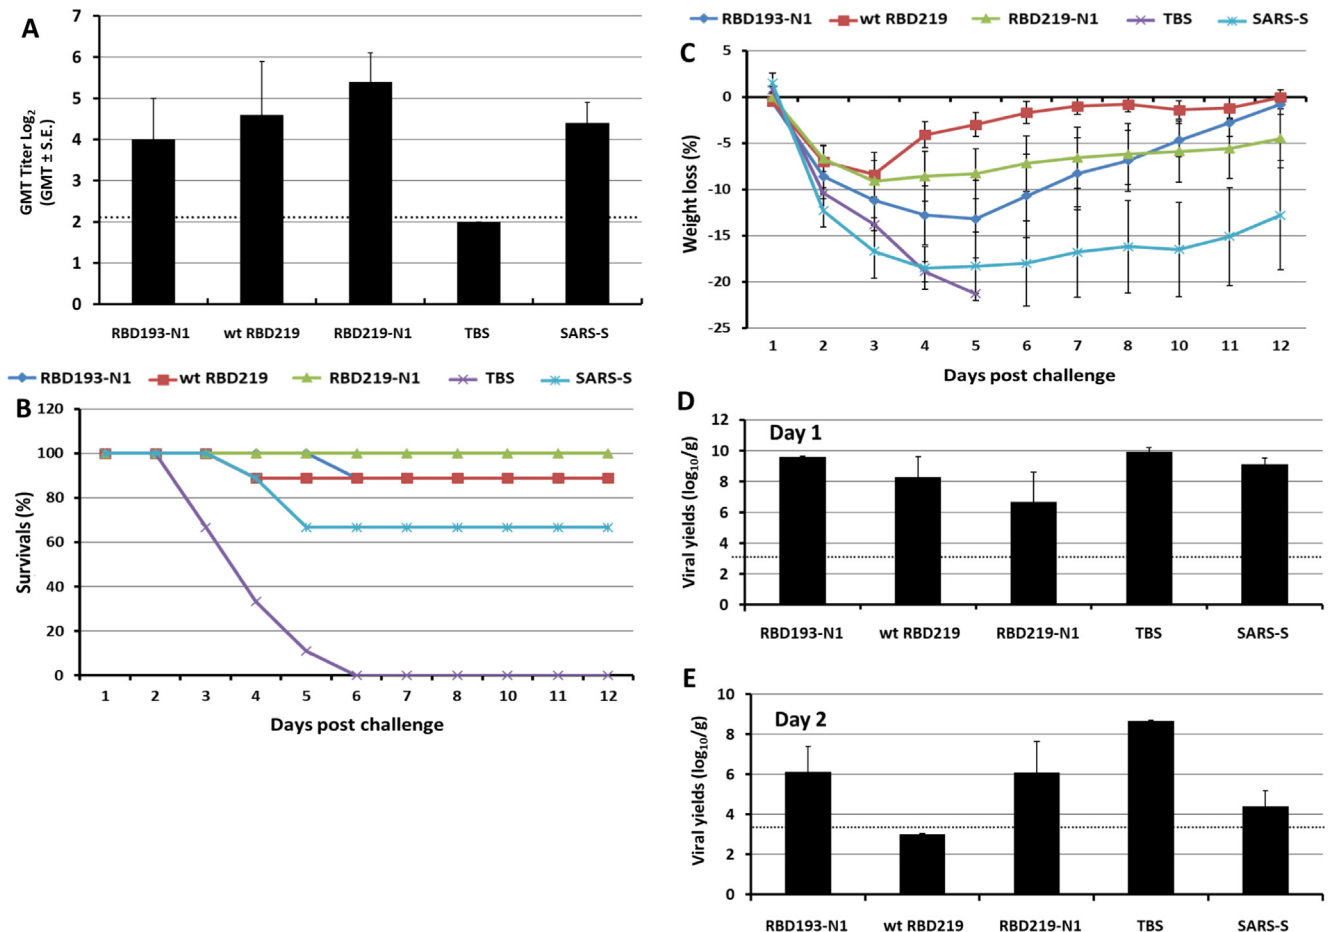 A
GMT Titer Log2
(GMT ± S.E.)
7
6
5
4
3
2
1
0
RBD193-N1 wt RBD219 RBD219-N1 TBS SARS-S
RBD193-N1 wt RBD219 RBD219-N1 TBS SARS-S
B
Survivals (%)
120
100
80
60
40
20
0
1 2 3 4 5 6 7 8 10 11 12
Days post challenge
RBD193-N1 wt RBD219 RBD219-N1 TBS SARS-S
C
Weight loss (%)
5
0
-5
-10
-15
-20
-25
1 2 3 4 5 6 7 8 10 11 12
Days post challenge
D
Day 1
Viral yields (log10/g)
12
10
8
6
4
2
0
RBD193-N1 wt RBD219 RBD219-N1 TBS SARS-S
E
Day 2
Viral yields (log10/g)
10
8
6
4
2
0
RBD193-N1 wt RBD219 RBD219-N1 TBS SARS-S